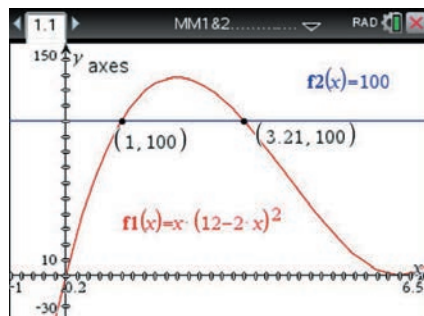 1.1 MM1&2............. RAD
150 y axes
f2(x)=100
(1,100) (3.21,100)
f1(x)=x·(12-2·x)²
10
x
-1 0.2 6.5
-30